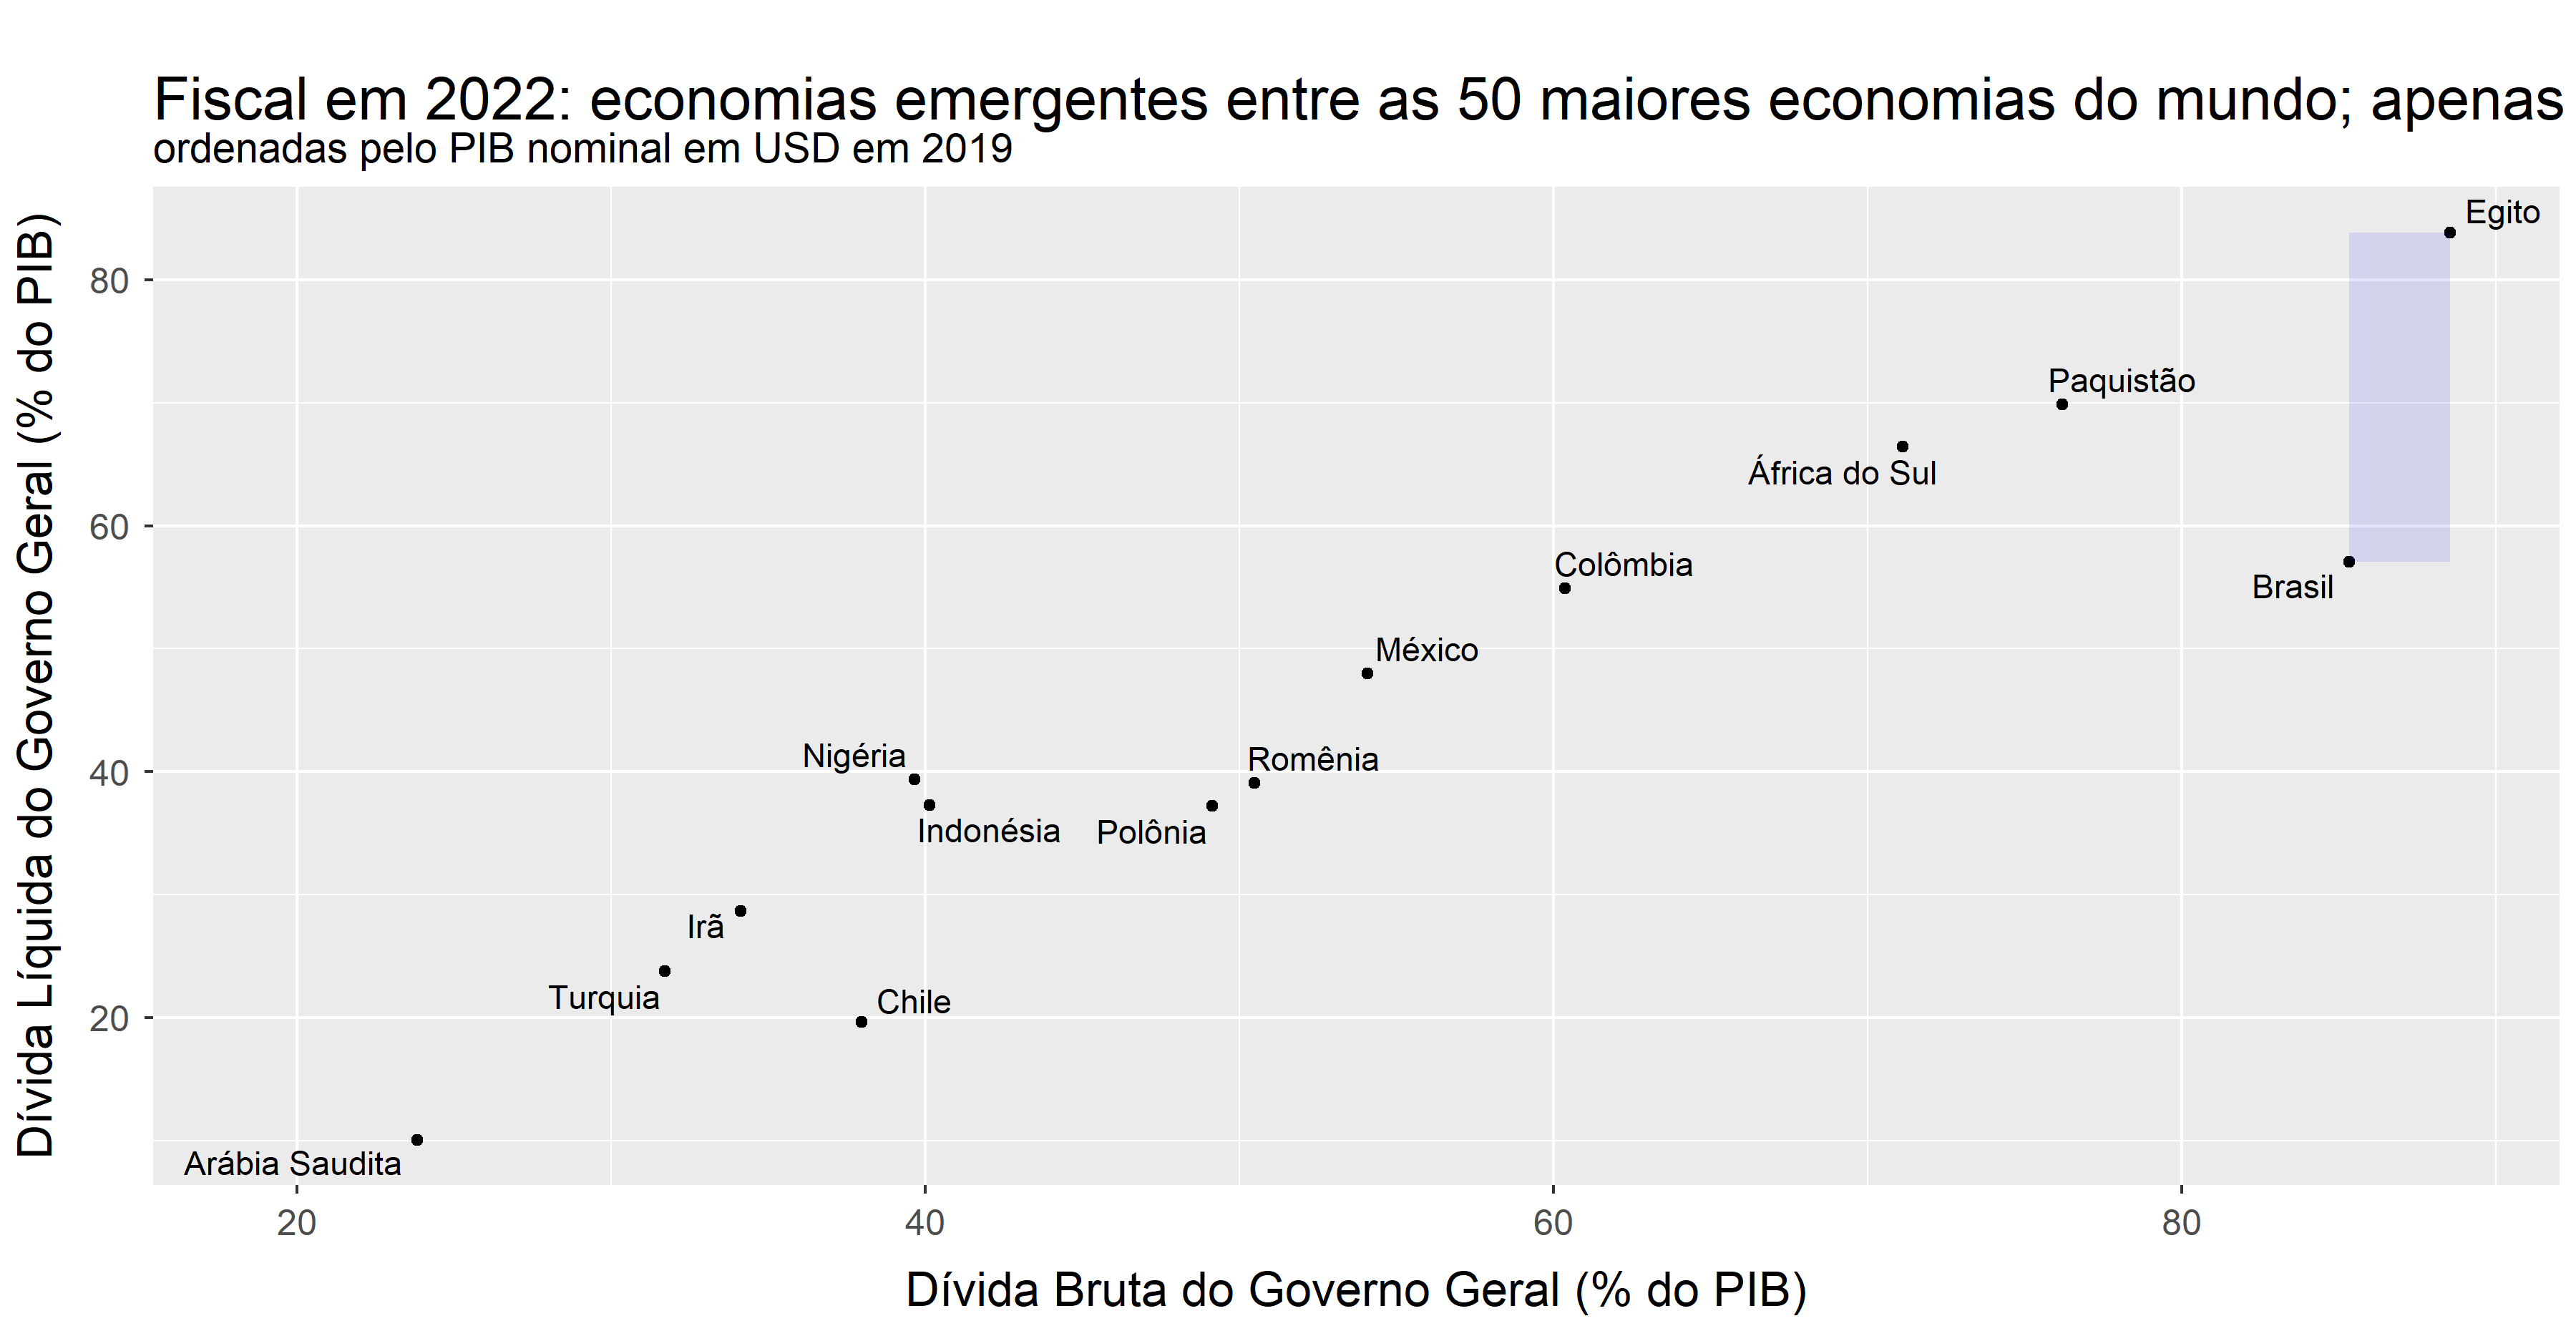 Fiscal em 2022: economias emergentes entre as 50 maiores economias do mundo; apenas
ordenadas pelo PIB nominal em USD em 2019
Dívida Líquida do Governo Geral (% do PIB)
80
60
40
20
Egito
Paquistão
África do Sul
Colômbia
Brasil
México
Nigéria
Romênia
Indonésia
Polônia
Irã
Turquia
Chile
Arábia Saudita
20
40
60
80
Dívida Bruta do Governo Geral (% do PIB)